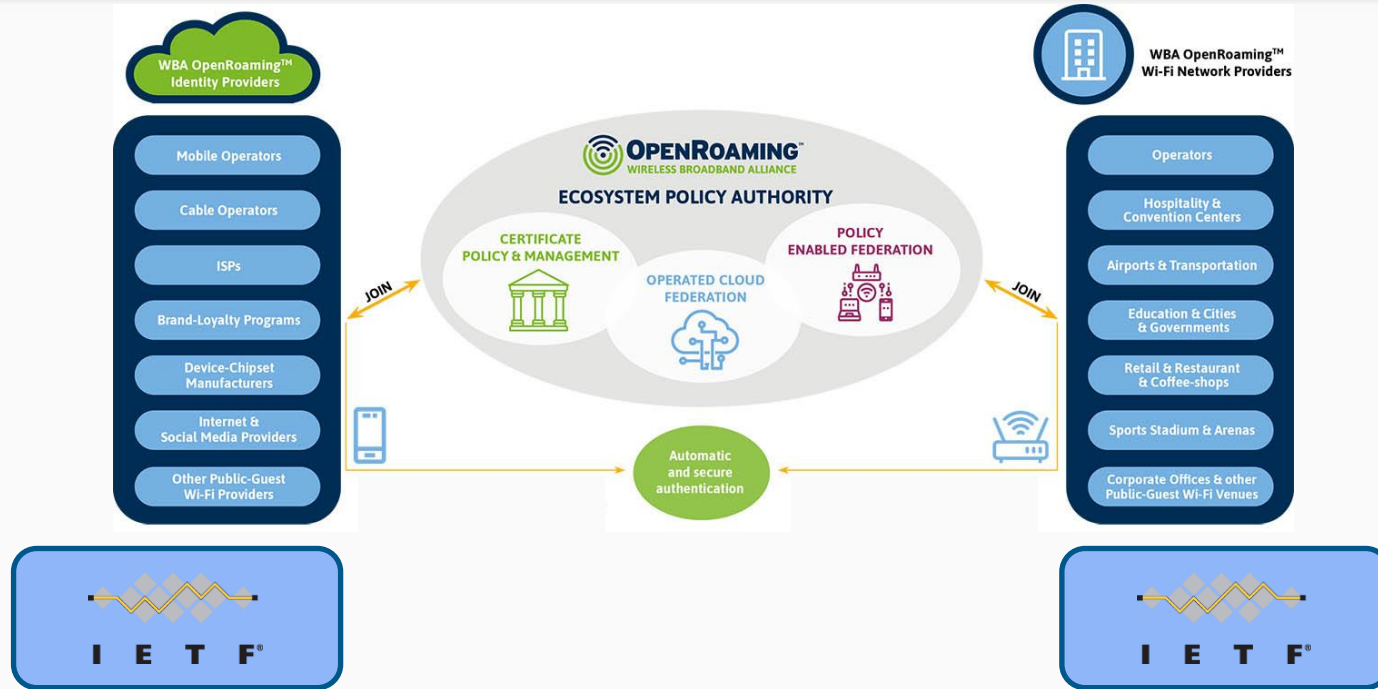 WBA OpenRoaming™
Identity Providers
Mobile Operators
Cable Operators
ISPs
Brand-Loyalty Programs
Device-Chipset
Manufacturers
Internet &
Social Media Providers
Other Public-Guest
Wi-Fi Providers
JOIN
OPENROAMING™
WIRELESS BROADBAND ALLIANCE
ECOSYSTEM POLICY AUTHORITY
CERTIFICATE
POLICY & MANAGEMENT
OPERATED CLOUD
FEDERATION
POLICY
ENABLED FEDERATION
JOIN
Automatic
and secure
authentication
WBA OpenRoaming™
Wi-Fi Network Providers
Operators
Hospitality &
Convention Centers
Airports & Transportation
Education & Cities
& Governments
Retail & Restaurant
& Coffee-shops
Sports Stadium & Arenas
Corporate Offices & other
Public-Guest Wi-Fi Venues
I E T F®
I E T F®